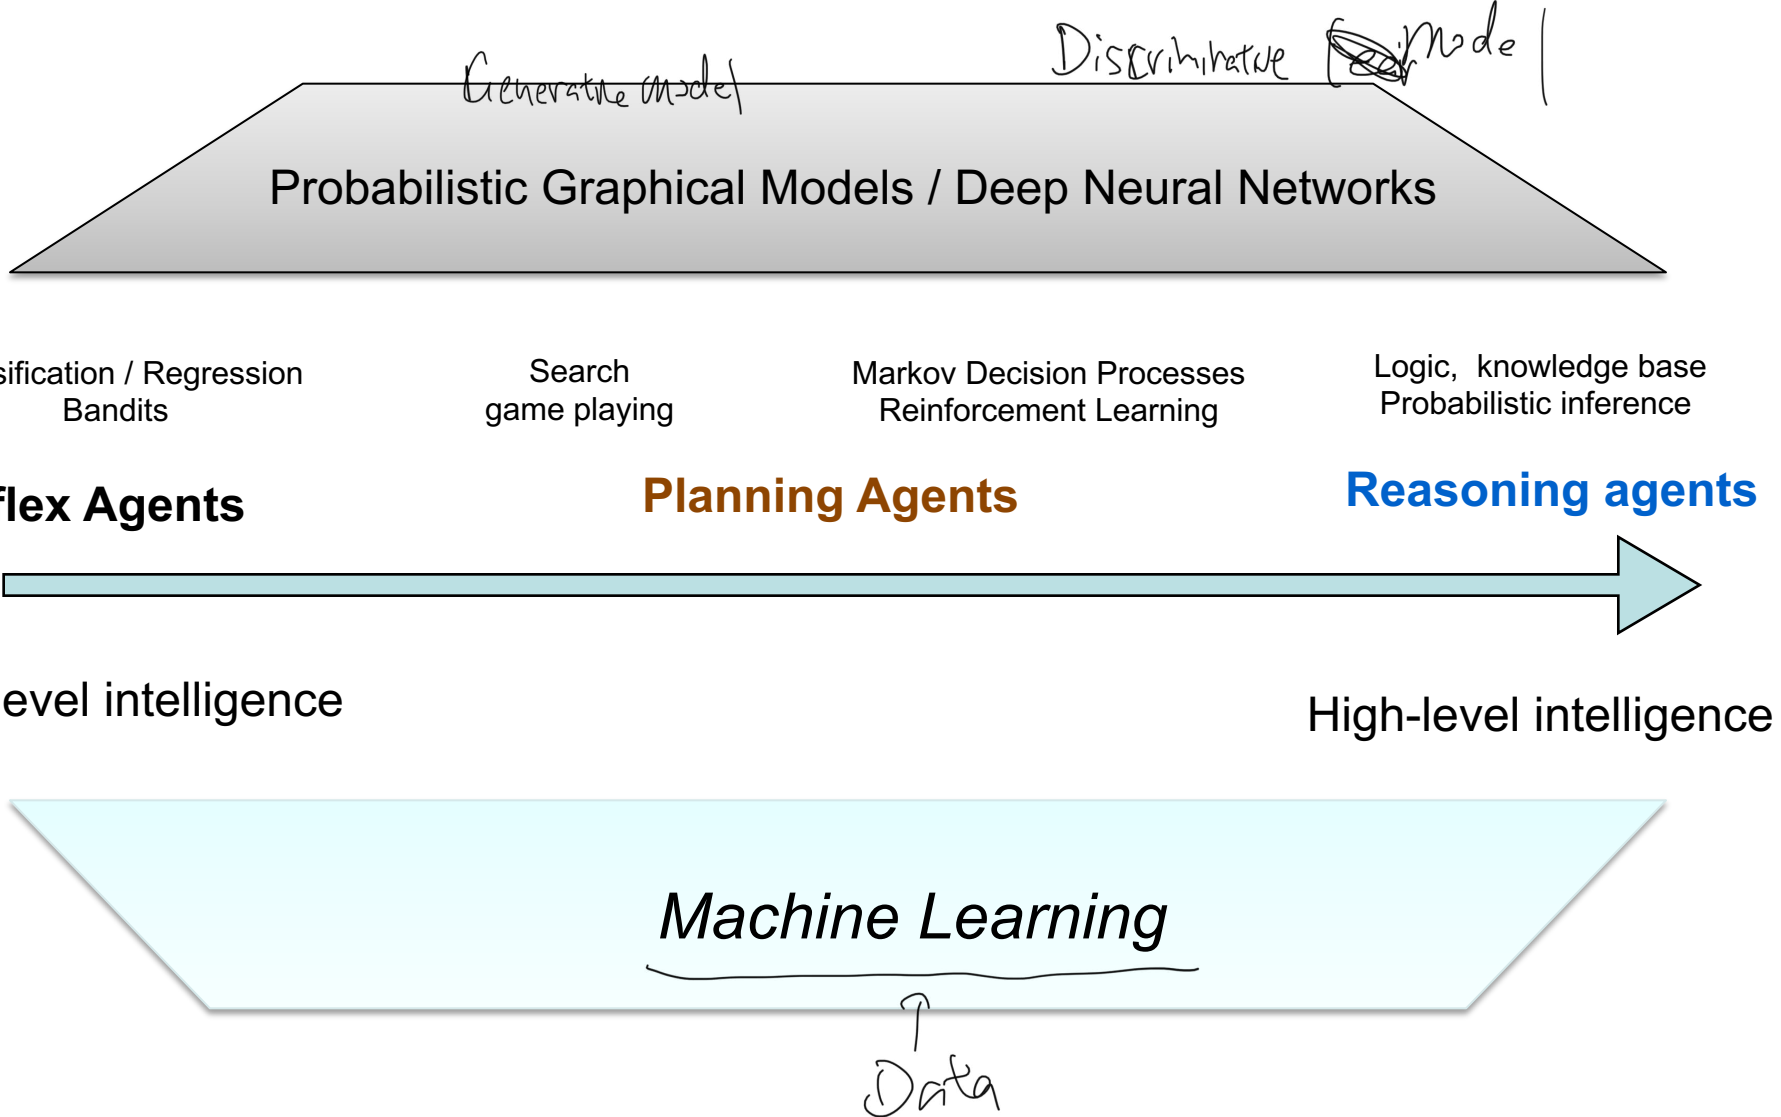 Generative model
Discriminative Model
Probabilistic Graphical Models / Deep Neural Networks
sification / Regression
Bandits
Search
game playing
Markov Decision Processes
Reinforcement Learning
Logic, knowledge base
Probabilistic inference
flex Agents
Planning Agents
Reasoning agents
evel intelligence
High-level intelligence
Machine Learning
Data